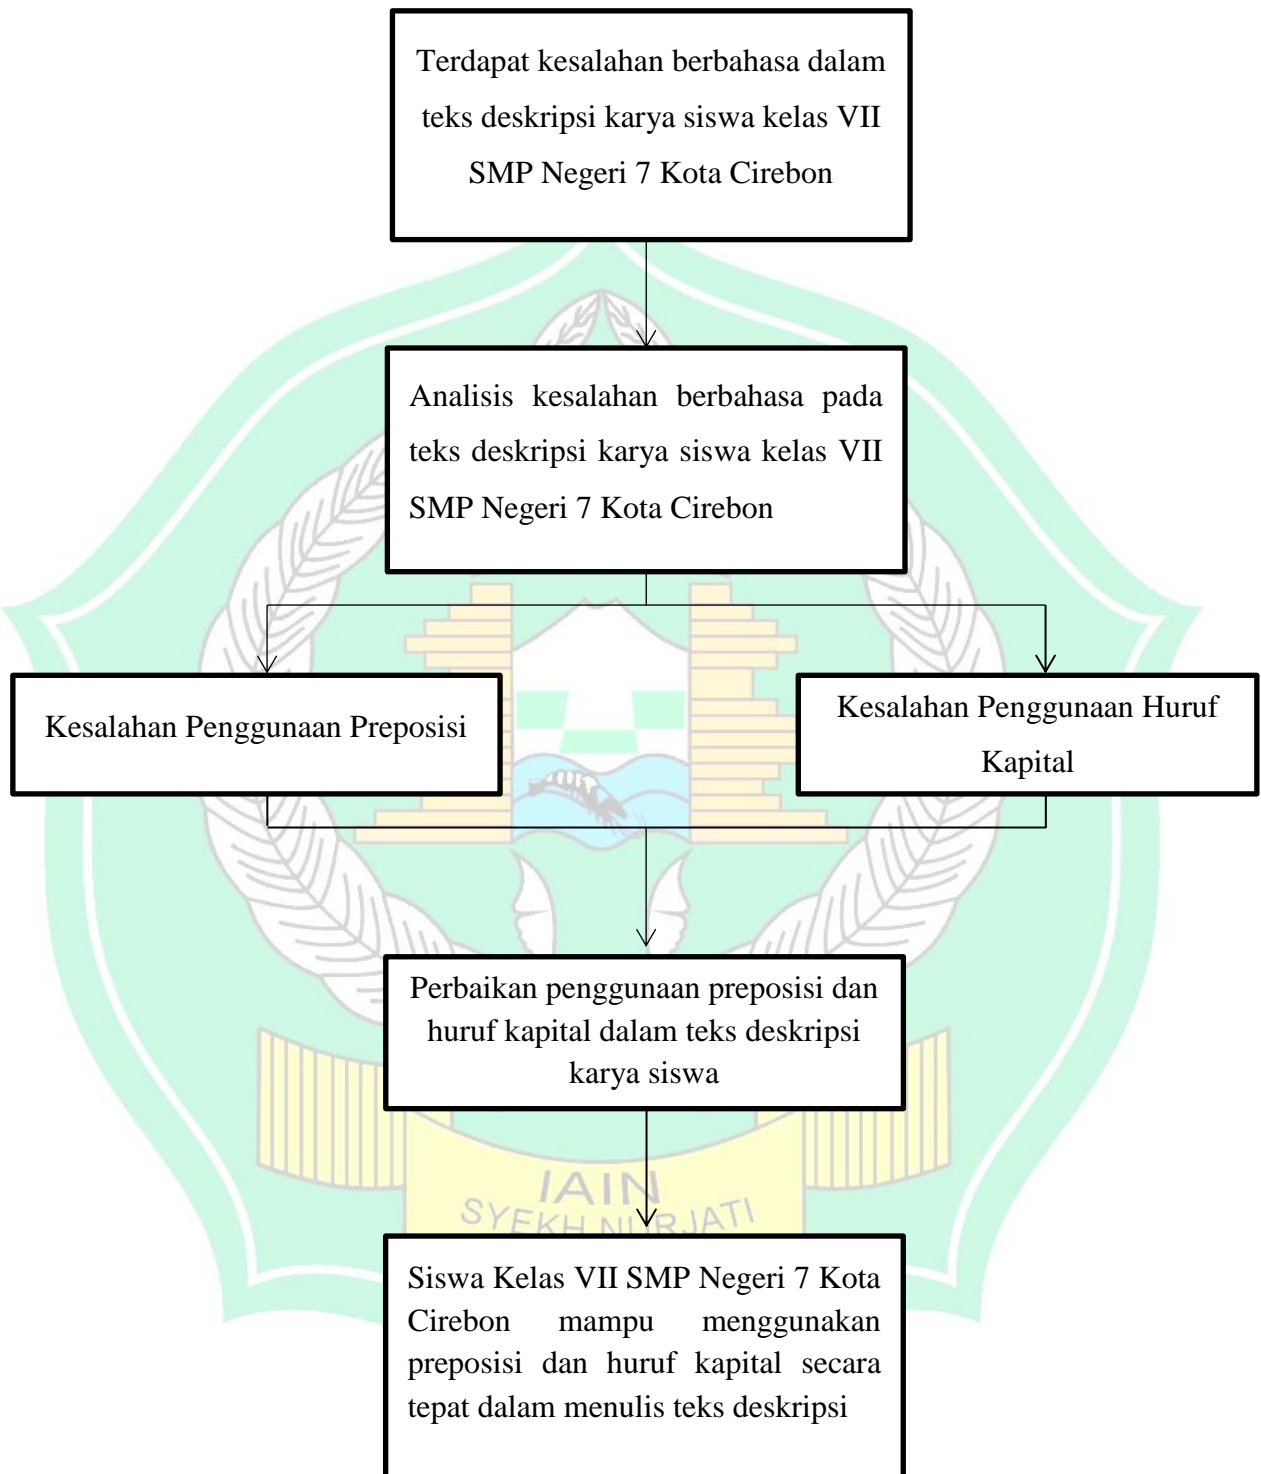 Terdapat kesalahan berbahasa dalam
teks deskripsi karya siswa kelas VII
SMP Negeri 7 Kota Cirebon
Analisis kesalahan berbahasa pada
teks deskripsi karya siswa kelas VII
SMP Negeri 7 Kota Cirebon
Kesalahan Penggunaan Preposisi
Kesalahan Penggunaan Huruf
Kapital
Perbaikan penggunaan preposisi dan
huruf kapital dalam teks deskripsi
karya siswa
IAIN
SYEKH NURJATI
Siswa Kelas VII SMP Negeri 7 Kota
Cirebon mampu menggunakan
preposisi dan huruf kapital secara
tepat dalam menulis teks deskripsi